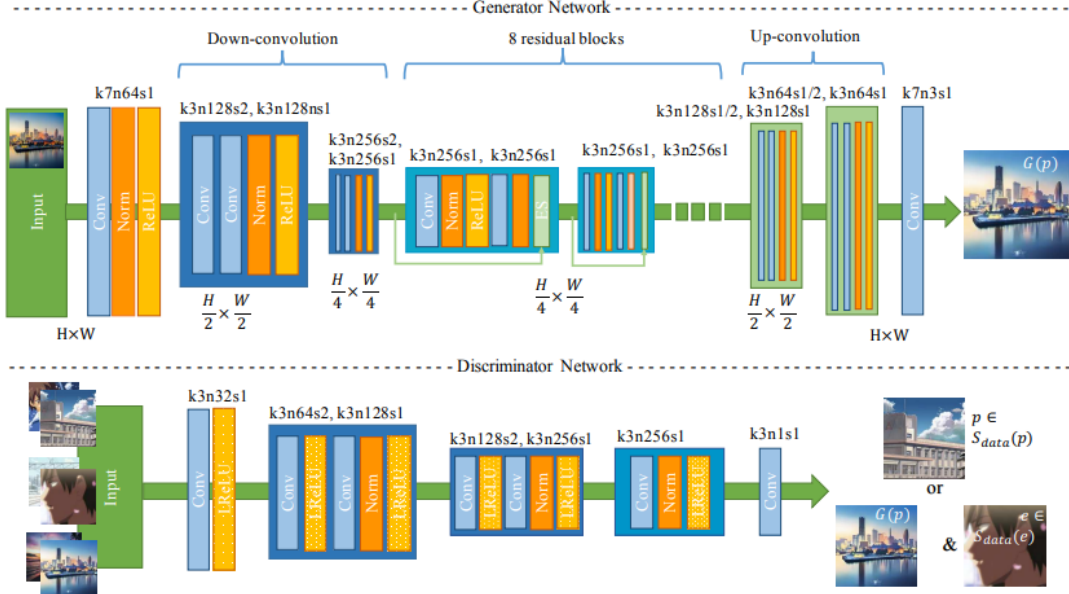 Generator Network
Down-convolution
8 residual blocks
Up-convolution
k7n64s1
k3n128s2, k3n128ns1
k3n256s2,
k3n256s1
k3n256s1, k3n256s1
k3n256s1, k3n256s1
k3n128s1/2, k3n128s1
k3n64s1/2, k3n64s1
k7n3s1
Input
Conv
Norm
ReLU
Conv
Conv
Norm
ReLU
Conv
Norm
ReLU
ES
Conv
G(p)
H×W
H/2 × W/2
H/4 × W/4
H/4 × W/4
H/2 × W/2
H×W
Discriminator Network
k3n32s1
k3n64s2, k3n128s1
k3n128s2, k3n256s1
k3n256s1
k3n1s1
Input
Conv
LReLU
Conv
LReLU
Conv
Norm
LReLU
Conv
LReLU
Conv
Norm
LReLU
Conv
Norm
LReLU
Conv
p ∈
S_data(p)
or
G(p)
&
e ∈
S_data(e)